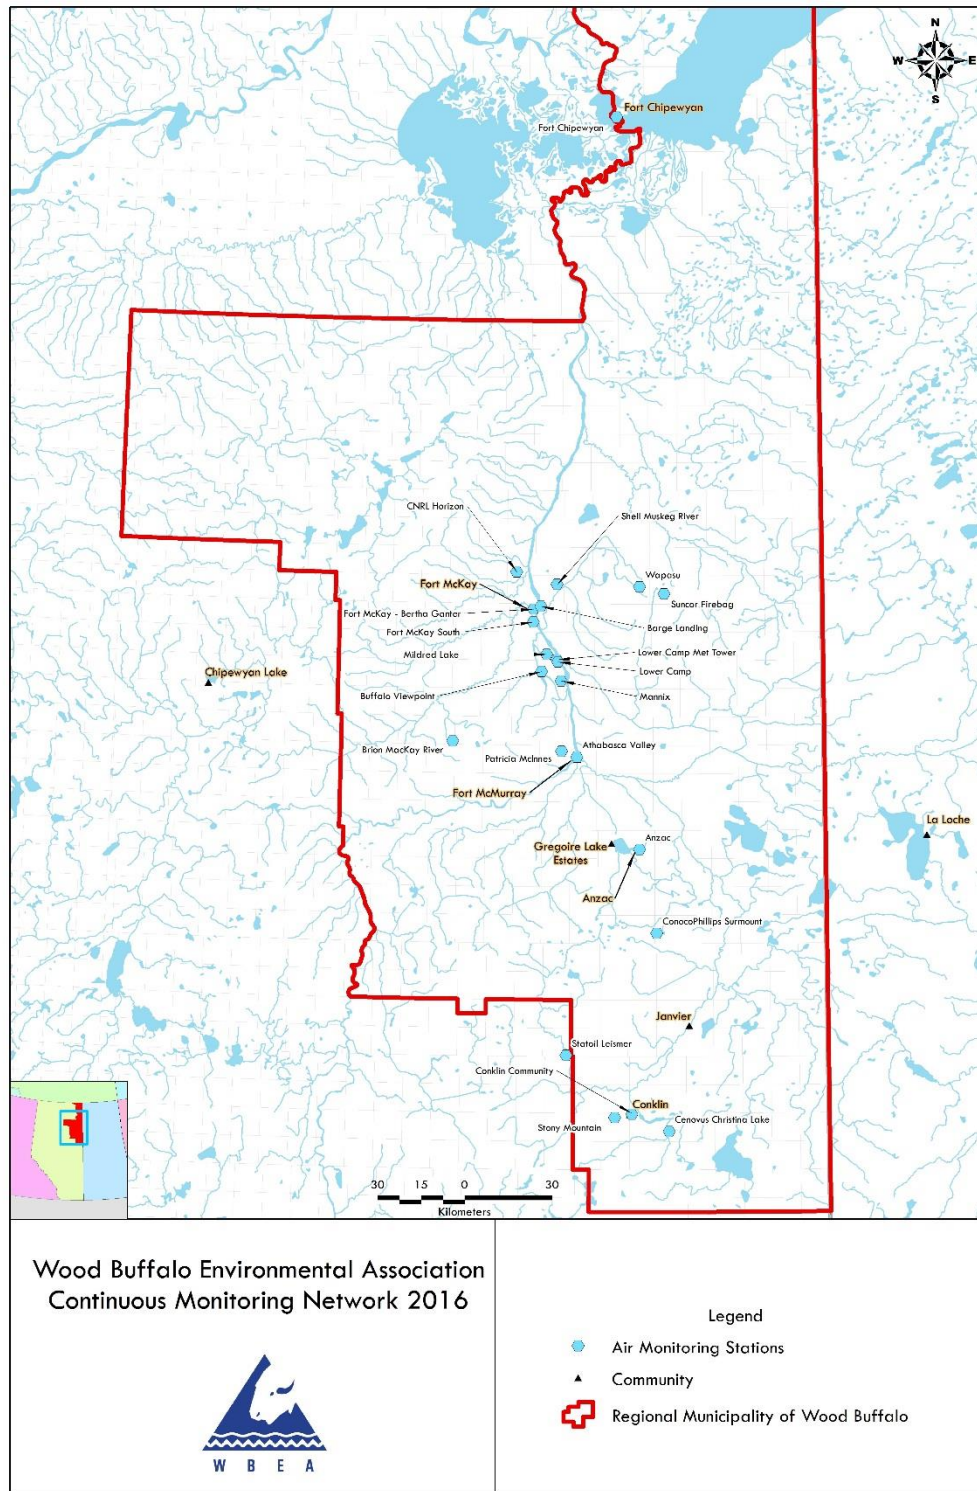 N
W E
S
Fort Chipewyan
Fort Chipewyan
CNRL Horizon
Shell Muskeg River
Fort McKay
Wapasu
Suncor Firebag
Fort McKay - Bertha Ganter
Barge Landing
Fort McKay South
Mildred Lake
Lower Camp Met Tower
Lower Camp
Chipewyan Lake
Buffalo Viewpoint
Mannix
Brion MacKay River
Athabasca Valley
Patricia McInnes
Fort McMurray
La Loche
Gregoire Lake
Estates
Anzac
Anzac
ConocoPhillips Surmount
Janvier
Statoil Leismer
Conklin Community
Conklin
Stony Mountain
Cenovus Christina Lake
30 15 0 30
Kilometers
Wood Buffalo Environmental Association
Continuous Monitoring Network 2016
W B E A
Legend
Air Monitoring Stations
Community
Regional Municipality of Wood Buffalo